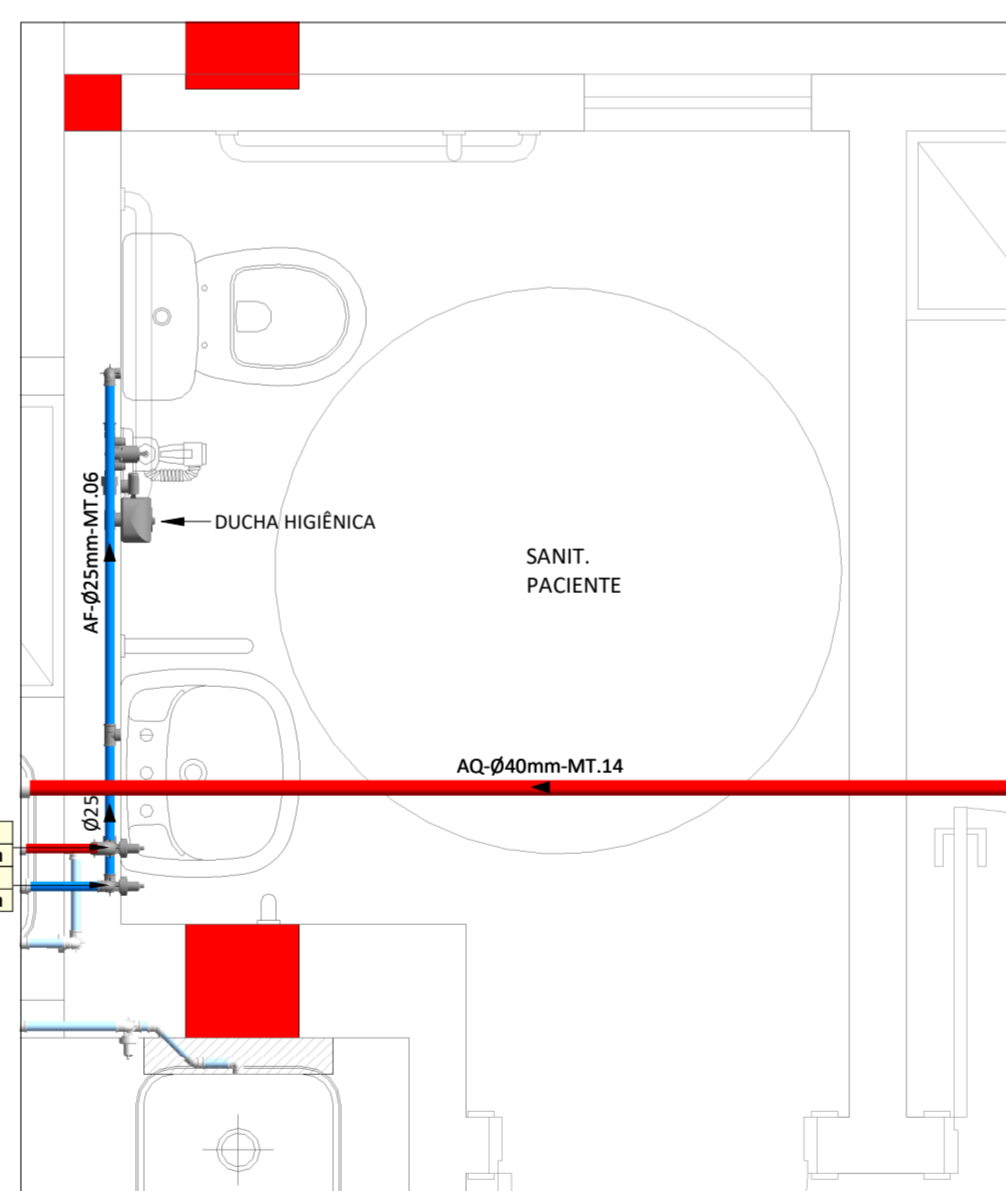 AF-Ø25mm-MT.06
DUCHA HIGIÊNICA
SANIT.
PACIENTE
AQ-Ø40mm-MT.14
Ø25